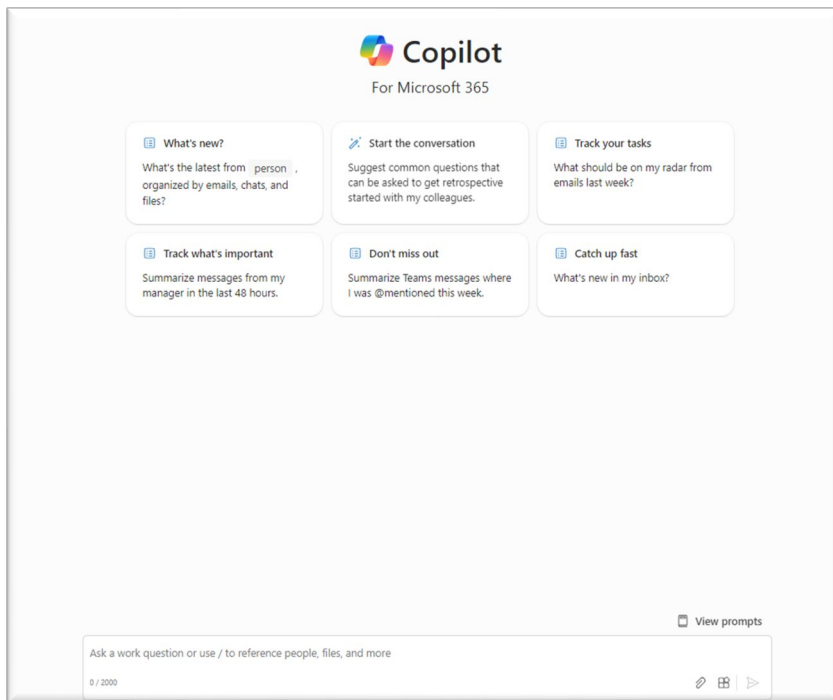 Copilot
For Microsoft 365
What's new?
What's the latest from person ,
organized by emails, chats, and
files?
Start the conversation
Suggest common questions that
can be asked to get retrospective
started with my colleagues.
Track your tasks
What should be on my radar from
emails last week?
Track what's important
Summarize messages from my
manager in the last 48 hours.
Don't miss out
Summarize Teams messages where
I was @mentioned this week.
Catch up fast
What's new in my inbox?
View prompts
Ask a work question or use / to reference people, files, and more
0 / 2000